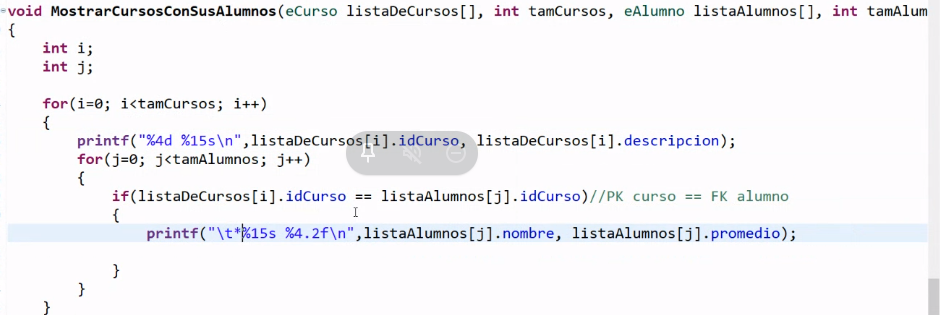 void MostrarCursosConSusAlumnos(eCurso listaDeCursos[], int tamCursos, eAlumno listaAlumnos[], int tamAlum
{
int i;
int j;
for(i=0; i<tamCursos; i++)
{
printf("%4d %15s\n",listaDeCursos[i].idCurso, listaDeCursos[i].descripcion);
for(j=0; j<tamAlumnos; j++)
{
if(listaDeCursos[i].idCurso == listaAlumnos[j].idCurso)//PK curso == FK alumno
{
printf("\t*%15s %4.2f\n",listaAlumnos[j].nombre, listaAlumnos[j].promedio);
}
}
}